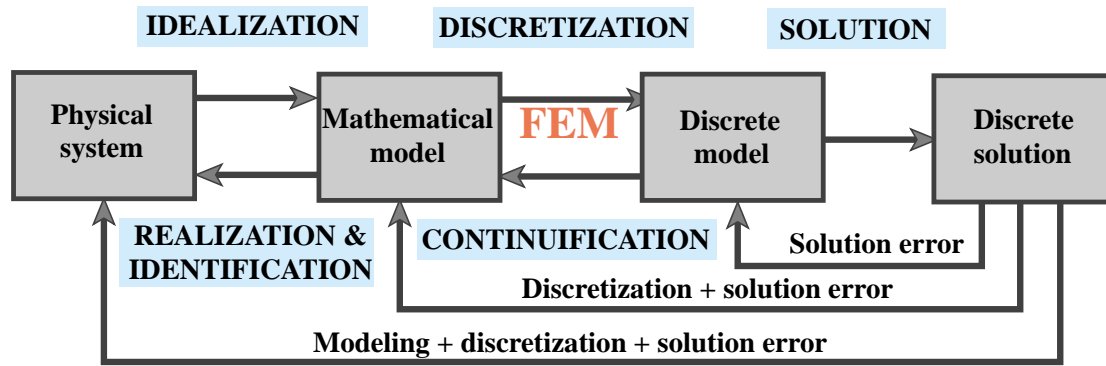 IDEALIZATION
DISCRETIZATION
SOLUTION
Physical
system
Mathematical
model
FEM
Discrete
model
Discrete
solution
REALIZATION &
IDENTIFICATION
CONTINUIFICATION
Solution error
Discretization + solution error
Modeling + discretization + solution error